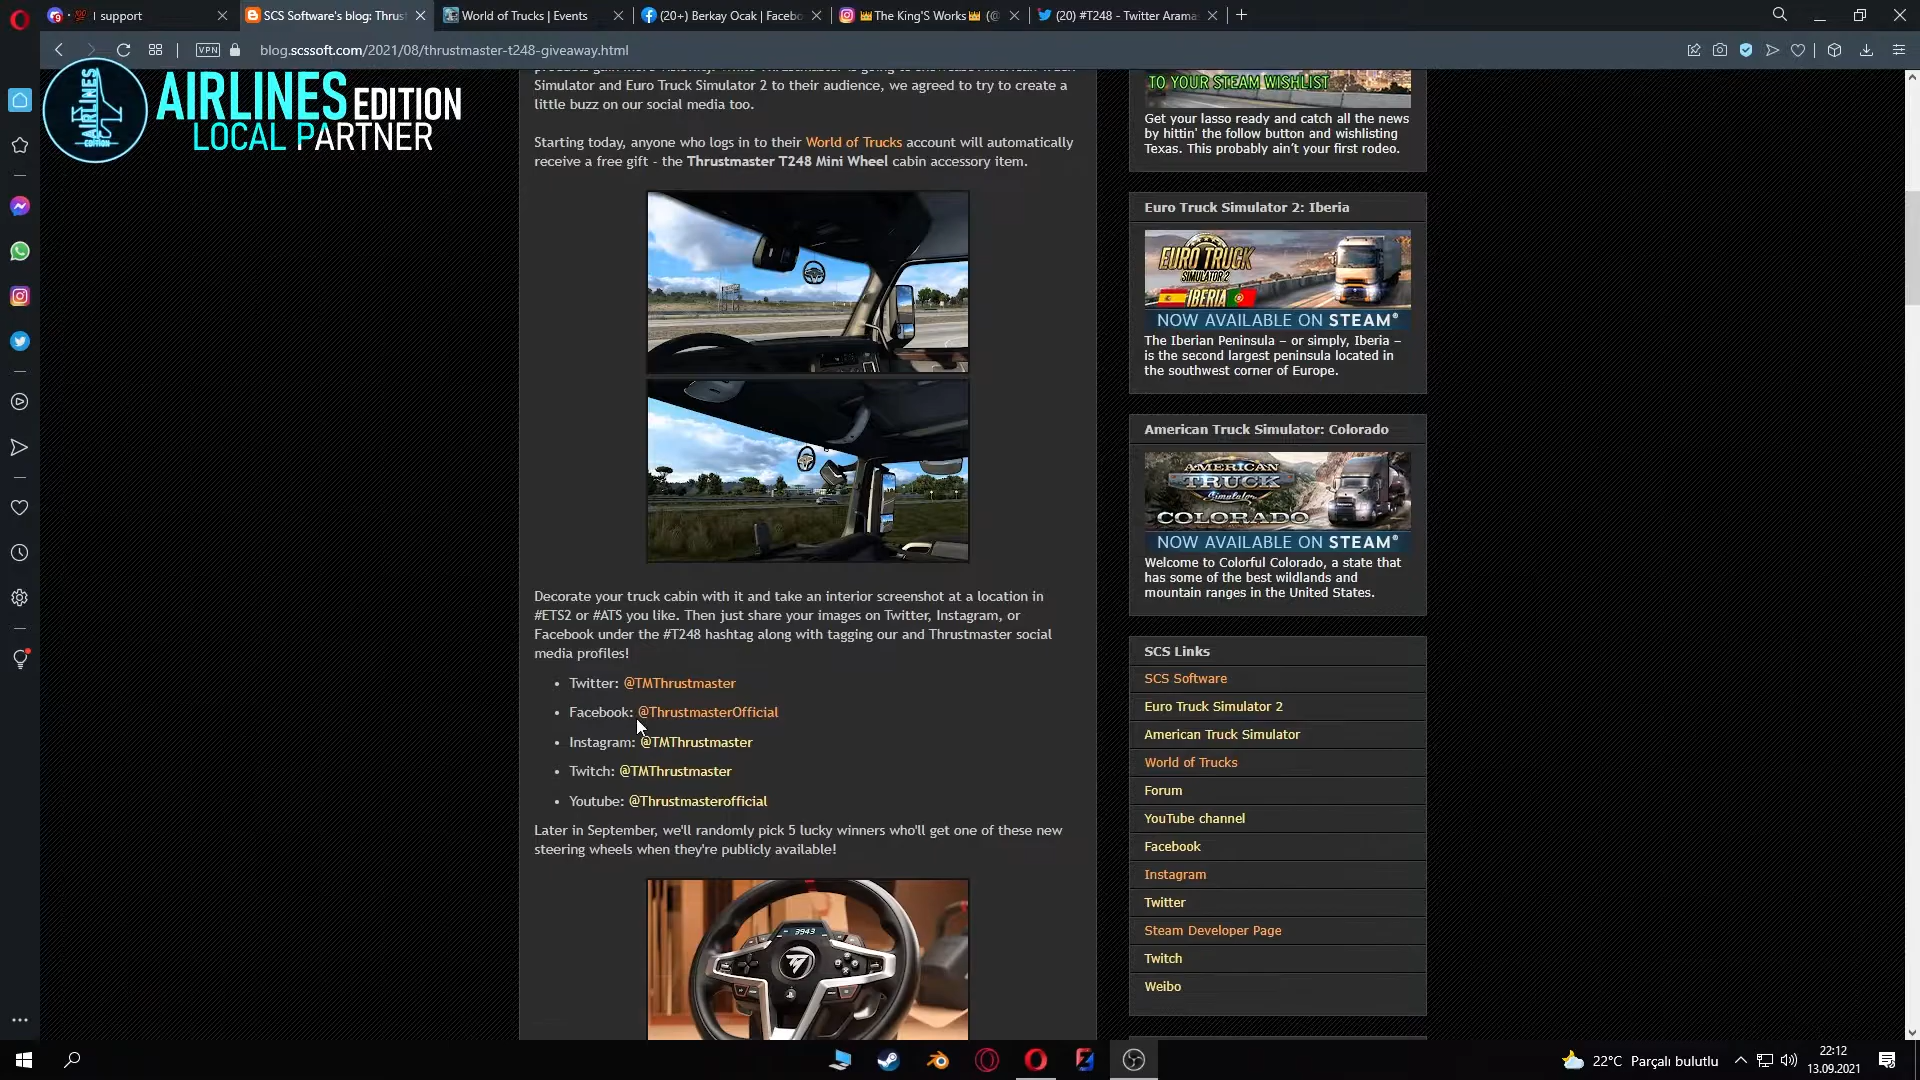 I support
SCS Software's blog: Thrus
World of Trucks | Events
(20+) Berkay Ocak | Facebo
The King'S Works
(20) #T248 - Twitter Arama
VPN
blog.scssoft.com/2021/08/thrustmaster-t248-giveaway.html
AIRLINES EDITION
LOCAL PARTNER
AIRLINES
EDITION
Simulator and Euro Truck Simulator 2 to their audience, we agreed to try to create a
little buzz on our social media too.
Starting today, anyone who logs in to their World of Trucks account will automatically
receive a free gift - the Thrustmaster T248 Mini Wheel cabin accessory item.
Decorate your truck cabin with it and take an interior screenshot at a location in
#ETS2 or #ATS you like. Then just share your images on Twitter, Instagram, or
Facebook under the #T248 hashtag along with tagging our and Thrustmaster social
media profiles!
• Twitter: @TMThrustmaster
• Facebook: @ThrustmasterOfficial
• Instagram: @TMThrustmaster
• Twitch: @TMThrustmaster
• Youtube: @Thrustmasterofficial
Later in September, we'll randomly pick 5 lucky winners who'll get one of these new
steering wheels when they're publicly available!
3943
TO YOUR STEAM WISHLIST
Get your lasso ready and catch all the news
by hittin' the follow button and wishlisting
Texas. This probably ain´t your first rodeo.
Euro Truck Simulator 2: Iberia
EURO TRUCK
SIMULATOR 2
IBERIA
NOW AVAILABLE ON STEAM®
The Iberian Peninsula – or simply, Iberia –
is the second largest peninsula located in
the southwest corner of Europe.
American Truck Simulator: Colorado
AMERICAN
TRUCK
Simulator
COLORADO
NOW AVAILABLE ON STEAM®
Welcome to Colorful Colorado, a state that
has some of the best wildlands and
mountain ranges in the United States.
SCS Links
SCS Software
Euro Truck Simulator 2
American Truck Simulator
World of Trucks
Forum
YouTube channel
Facebook
Instagram
Twitter
Steam Developer Page
Twitch
Weibo
22°C Parçalı bulutlu
22:12
13.09.2021